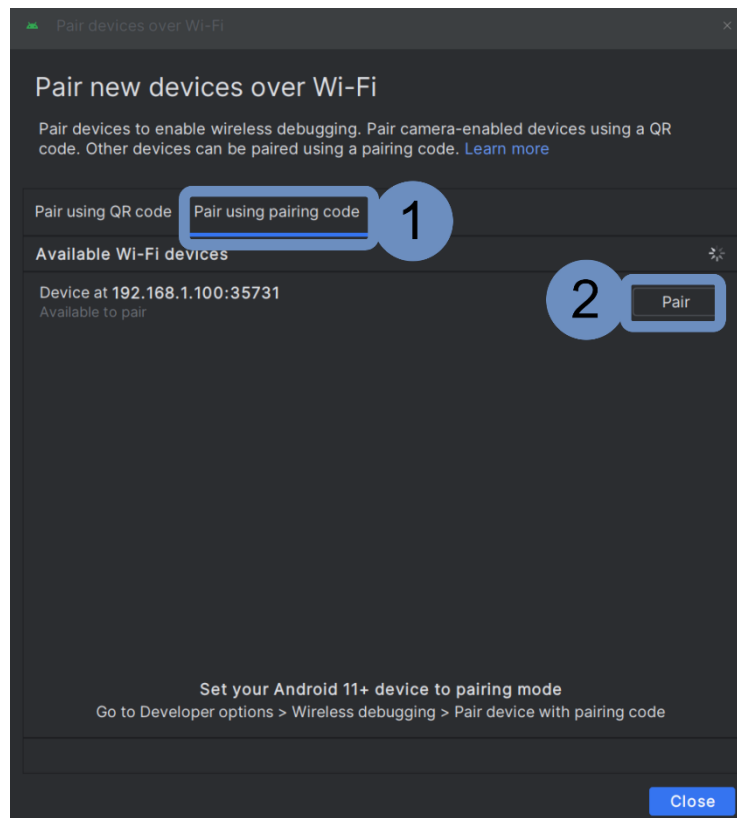 Pair devices over Wi-Fi
Pair new devices over Wi-Fi
Pair devices to enable wireless debugging. Pair camera-enabled devices using a QR
code. Other devices can be paired using a pairing code. Learn more
Pair using QR code Pair using pairing code 1
Available Wi-Fi devices
Device at 192.168.1.100:35731
Available to pair
2 Pair
Set your Android 11+ device to pairing mode
Go to Developer options > Wireless debugging > Pair device with pairing code
Close